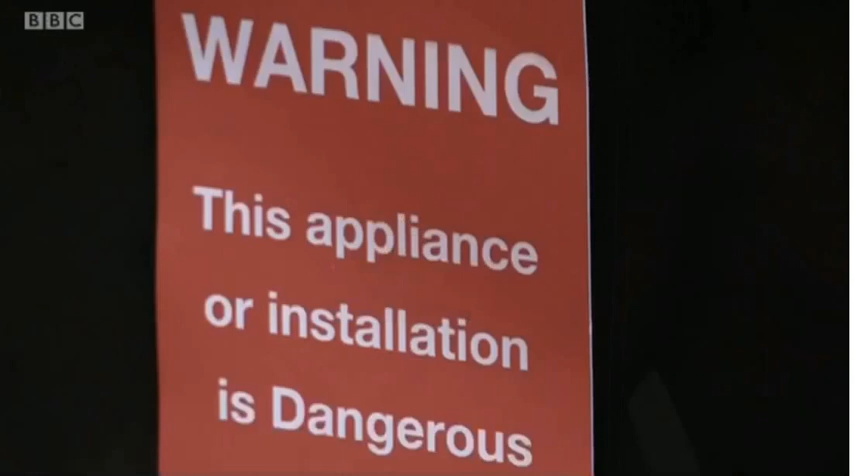 BBC
WARNING
This appliance
or installation
is Dangerous